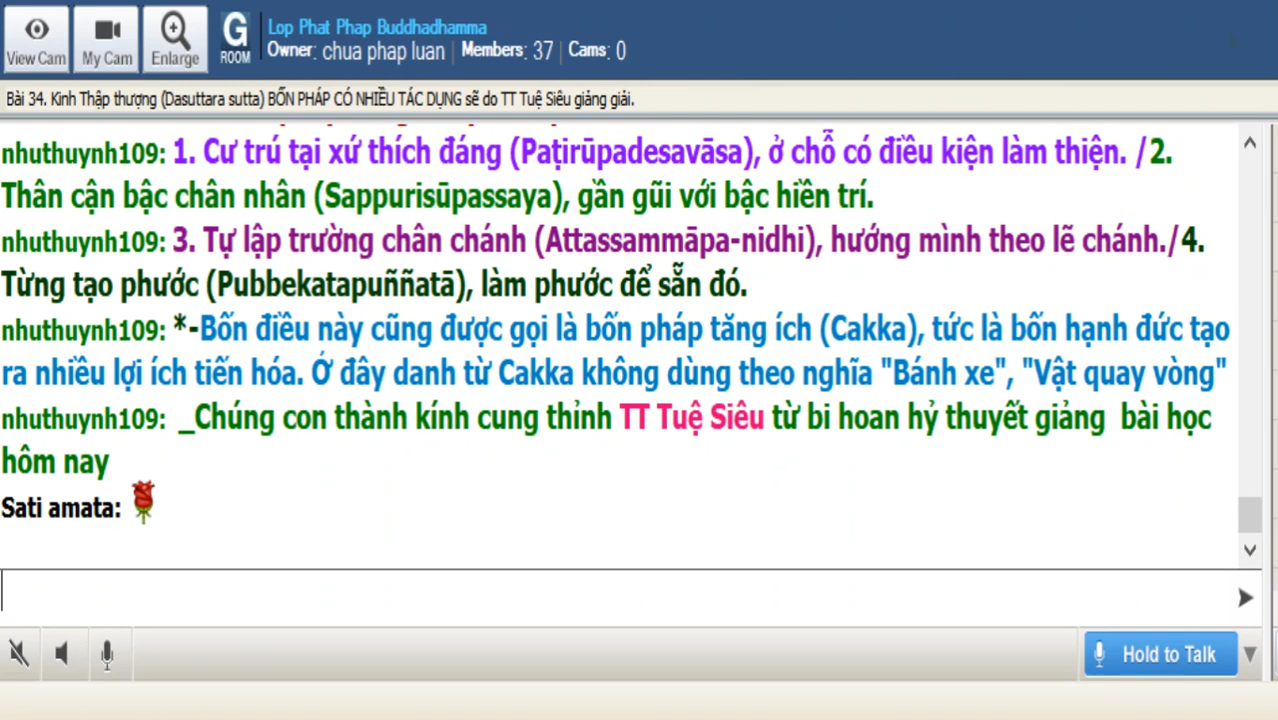 View Cam
My Cam
Enlarge
G
ROOM
Lop Phat Phap Buddhadhamma
Owner: chua phap luan | Members: 37 | Cams: 0
Bài 34. Kinh Thập thượng (Dasuttara sutta) BỐN PHÁP CÓ NHIỀU TÁC DỤNG sẽ do TT Tuệ Siêu giảng giải.
nhuthuynh109: 1. Cư trú tại xứ thích đáng (Paṭirūpadesavāsa), ở chỗ có điều kiện làm thiện. /2.
Thân cận bậc chân nhân (Sappurisūpassaya), gần gũi với bậc hiền trí.
nhuthuynh109: 3. Tự lập trường chân chánh (Attassammāpa-nidhi), hướng mình theo lẽ chánh./4.
Từng tạo phước (Pubbekatapuññatā), làm phước để sẵn đó.
nhuthuynh109: *-Bốn điều này cũng được gọi là bốn pháp tăng ích (Cakka), tức là bốn hạnh đức tạo
ra nhiều lợi ích tiến hóa. Ở đây danh từ Cakka không dùng theo nghĩa "Bánh xe", "Vật quay vòng"
nhuthuynh109: _Chúng con thành kính cung thỉnh TT Tuệ Siêu từ bi hoan hỷ thuyết giảng bài học
hôm nay
Sati amata:
Hold to Talk